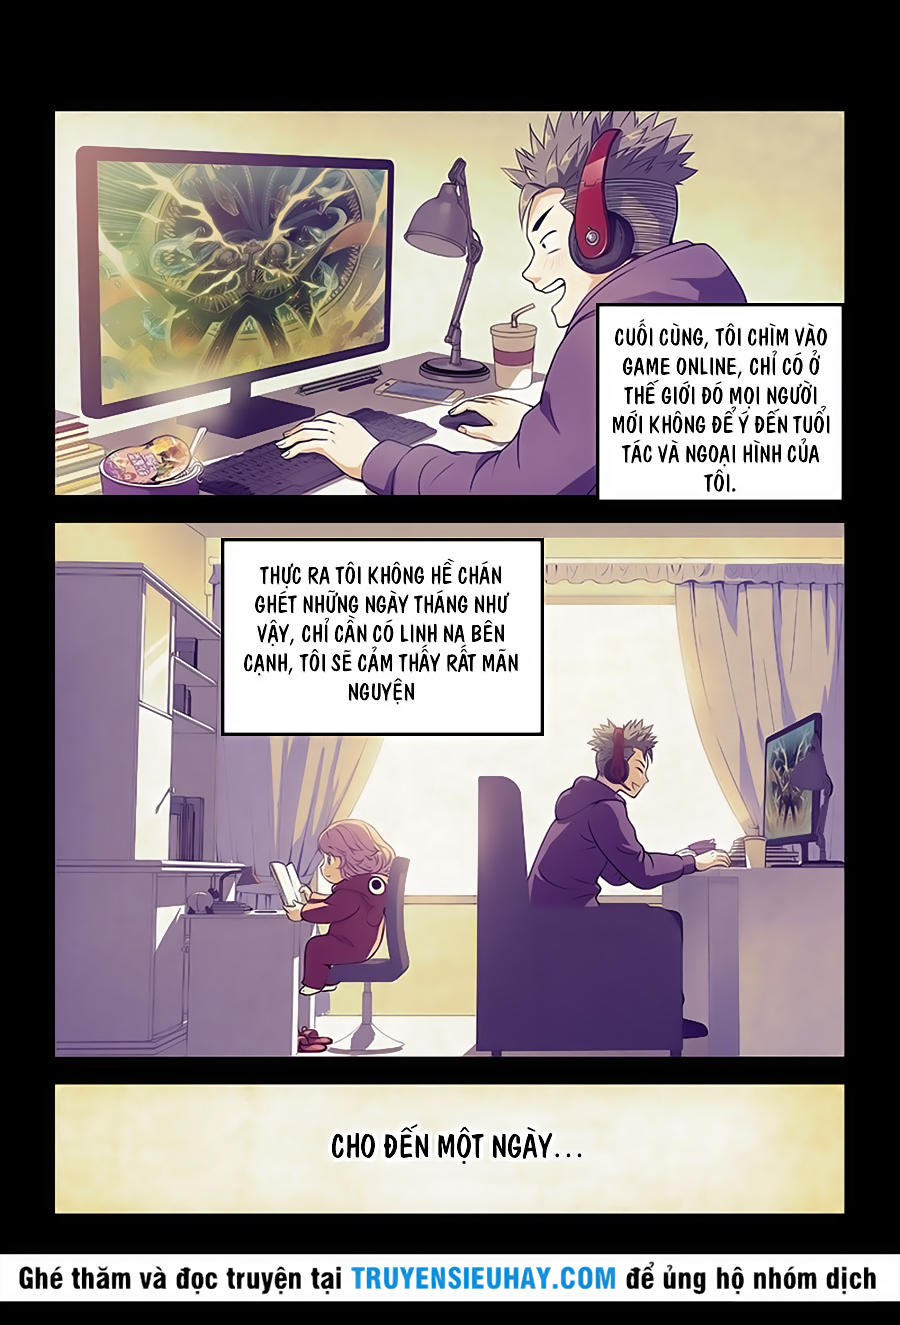 CUỐI CÙNG, TÔI CHÌM VÀO
GAME ONLINE, CHỈ CÓ Ở
THẾ GIỚI ĐÓ MỌI NGƯỜI
MỚI KHÔNG ĐỂ Ý ĐẾN TUỔI
TÁC VÀ NGOẠI HÌNH CỦA
TÔI.
THỰC RA TÔI KHÔNG HỀ CHÁN
GHÉT NHỮNG NGÀY THÁNG NHƯ
VẬY, CHỈ CẦN CÓ LINH NA BÊN
CẠNH, TÔI SẼ CẢM THẤY RẤT MÃN
NGUYỆN
CHO ĐẾN MỘT NGÀY...
Ghé thăm và đọc truyện tại TRUYENSIEUHAY.COM để ủng hộ nhóm dịch